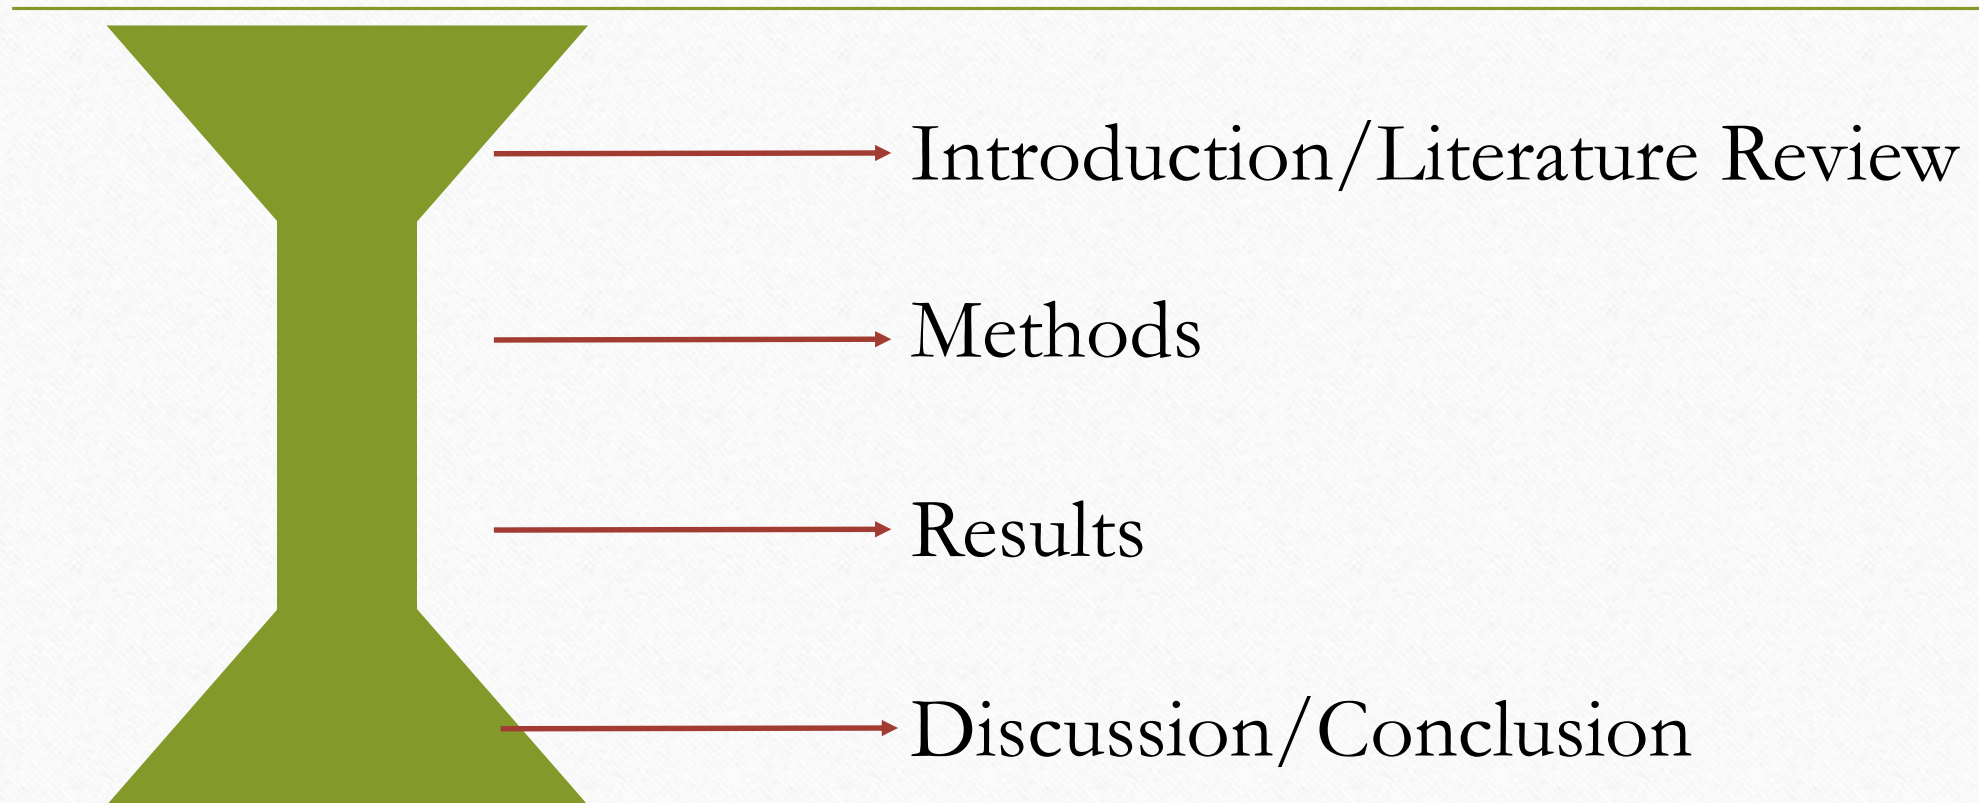 Introduction/Literature Review
Methods
Results
Discussion/Conclusion